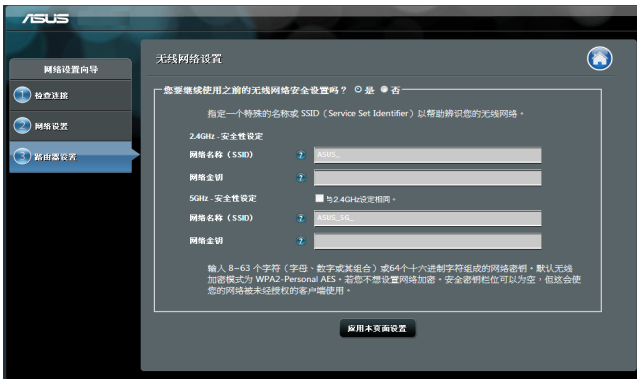 ASUS
网络设置向导
1 检查连接
2 网络设置
3 路由器设置
无线网络设置
您要继续使用之前的无线网络安全设置吗？ 是 否
指定一个特殊的名称或 SSID（Service Set Identifier）以帮助辨识您的无线网络。
2.4GHz - 安全性设定
网络名称（SSID） ? ASUS_
网络金钥 ?
5GHz - 安全性设定 与2.4GHz设定相同。
网络名称（SSID） ? ASUS_5G_
网络金钥 ?
输入 8~63 个字符（字母、数字或其组合）或64个十六进制字符组成的网络密钥。默认无线
加密模式为 WPA2-Personal AES。若您不想设置网络加密，安全密钥栏位可以为空，但这会使
您的网络被未经授权的客户端使用。
应用本页面设置